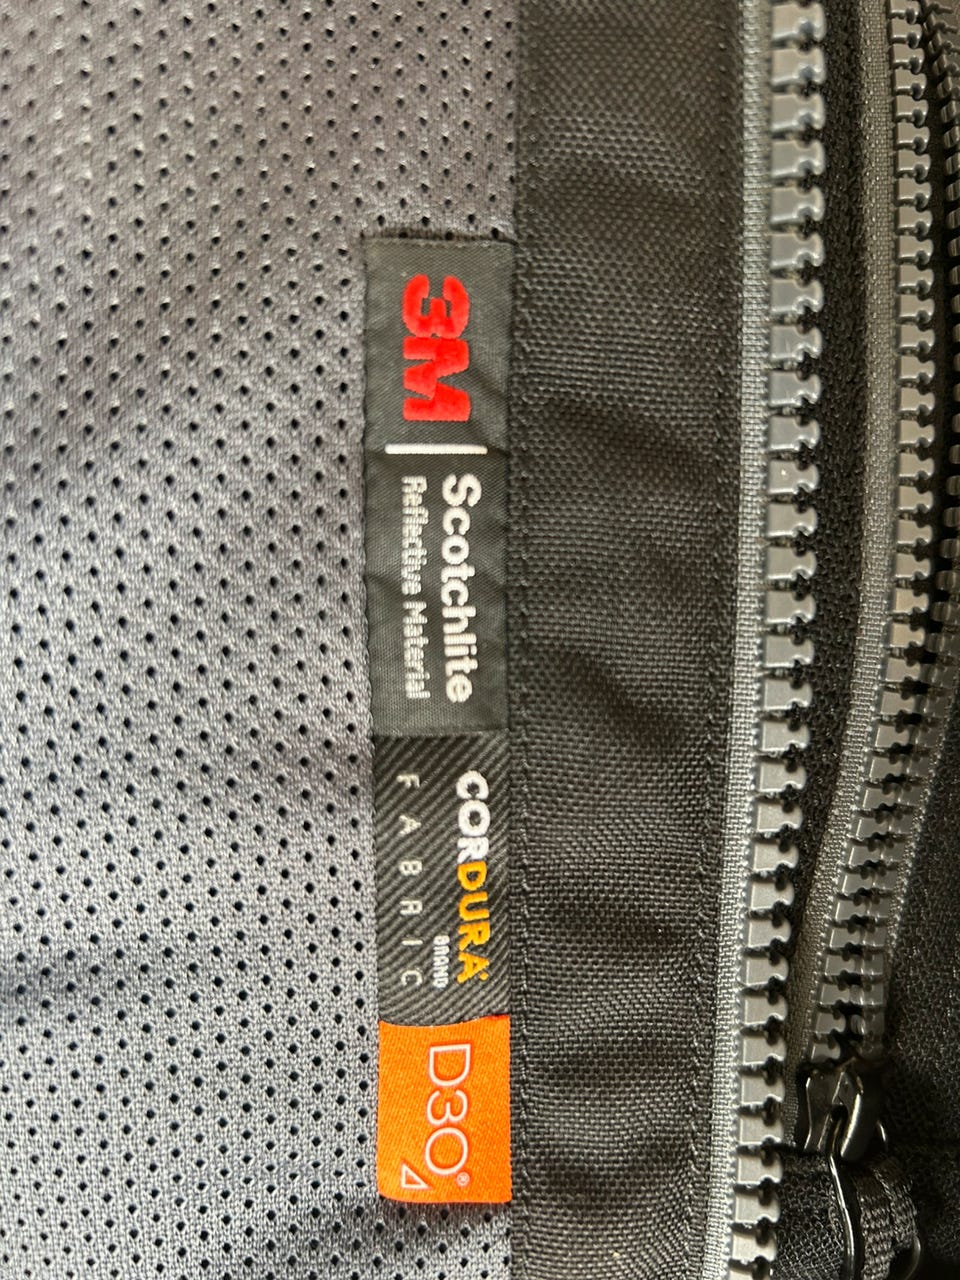 3M
Scotchlite
Reflective Material
CORDURA®
BRAND
FABRIC
D3O®